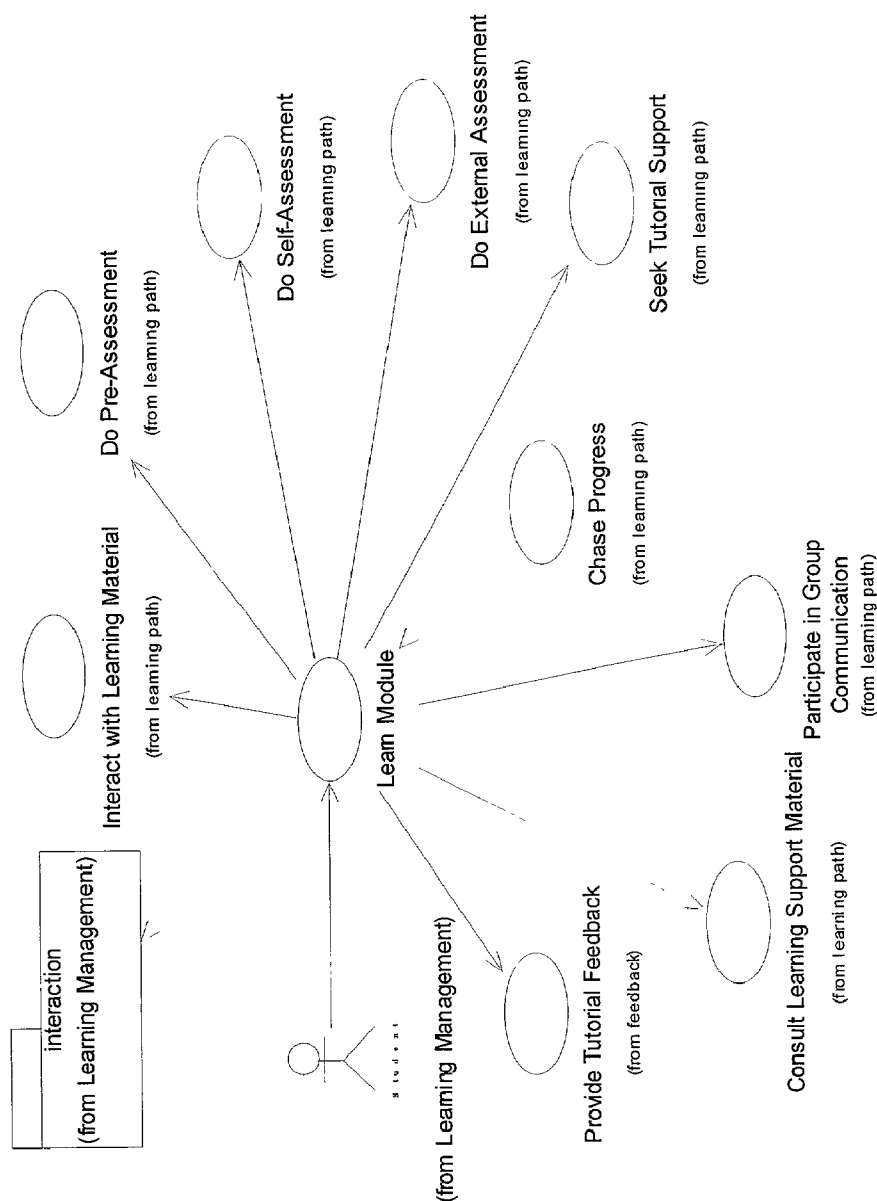 interaction
(from Learning Management)
Interact with Learning Material
(from learning path)
Do Pre-Assessment
(from learning path)
Do Self-Assessment
(from learning path)
Student
(from Learning Management)
Learn Module
Do External Assessment
(from learning path)
Chase Progress
(from learning path)
Seek Tutorial Support
(from learning path)
Provide Tutorial Feedback
(from feedback)
Consult Learning Support Material
(from learning path)
Participate in Group
Communication
(from learning path)